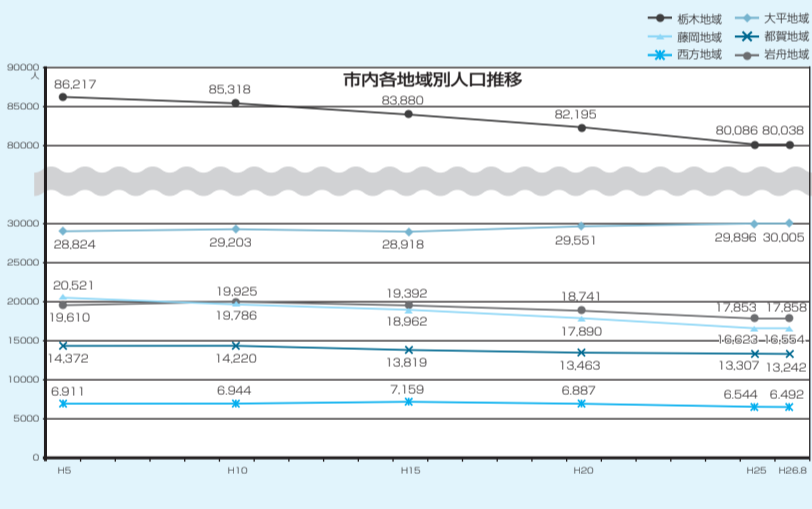 栃木地域 大平地域
藤岡地域 都賀地域
西方地域 岩舟地域
市内各地域別人口推移
90000
人
85000
80000
30000
25000
20000
15000
10000
5000
0
86,217 85,318 83,880 82,195 80,086 80,038
28,824 29,203 28,918 29,551 29,896 30,005
20,521 19,925 19,392 18,741 17,853 17,858
19,610 19,786 18,962 17,890 16,623 16,554
14,372 14,220 13,819 13,463 13,307 13,242
6,911 6,944 7,159 6,887 6,544 6,492
H5 H10 H15 H20 H25 H26.8